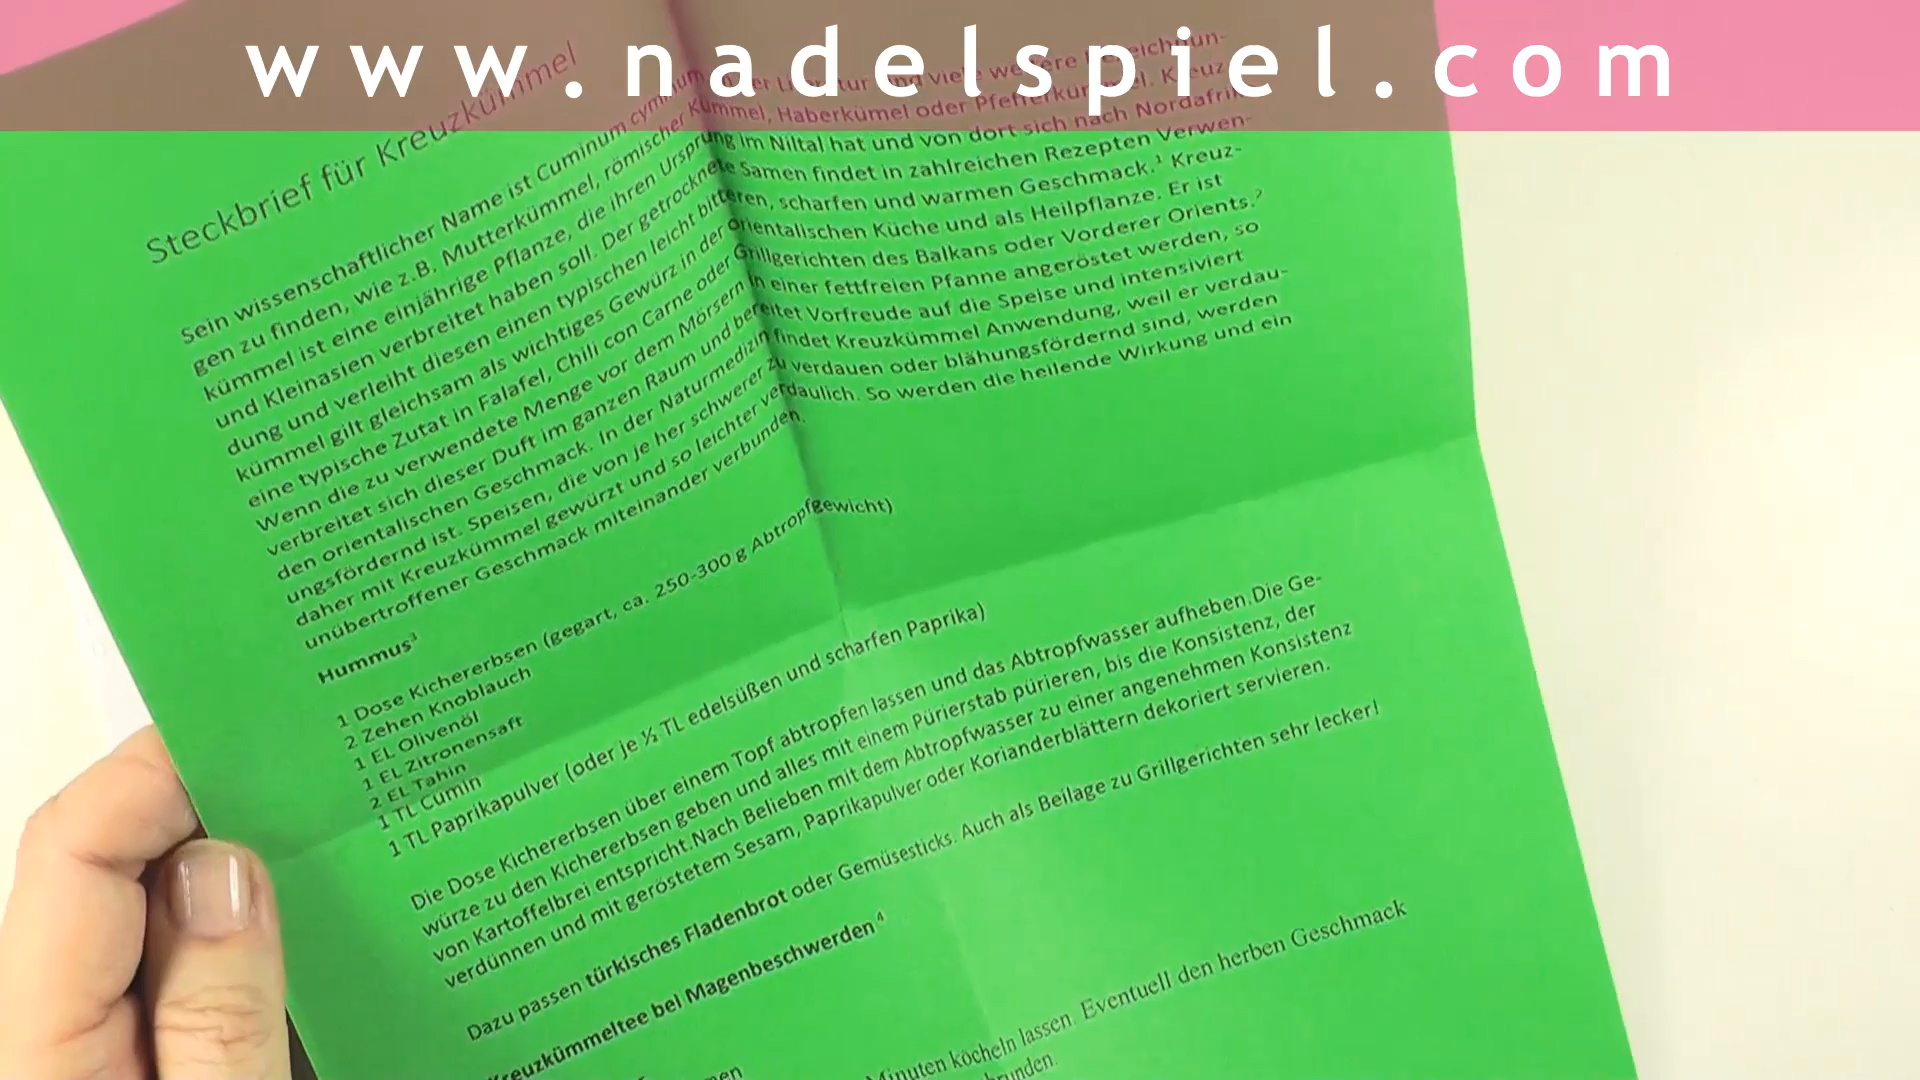 www.nadelspiel.com
Steckbrief für Kreuzkümmel
Sein wissenschaftlicher Name ist Cuminum cyminum der Literatur und viele weitere Bezeichnun-
gen zu finden, wie z.B. Mutterkümmel, römischer Kümmel, Haberkümel oder Pfefferkümmel. Kreuz-
kümmel ist eine einjährige Pflanze, die ihren Ursprung im Niltal hat und von dort sich nach Nordafrika
und Kleinasien verbreitet haben soll. Der getrocknete Samen findet in zahlreichen Rezepten Verwen-
dung und verleiht diesen einen typischen leicht bitteren, scharfen und warmen Geschmack.¹ Kreuz-
kümmel gilt gleichsam als wichtiges Gewürz in der orientalischen Küche und als Heilpflanze. Er ist
eine typische Zutat in Falafel, Chili con Carne oder Grillgerichten des Balkans oder Vorderer Orients.²
Wenn die zu verwendete Menge vor dem Mörsern in einer fettfreien Pfanne angeröstet werden, so
verbreitet sich dieser Duft im ganzen Raum und bereitet Vorfreude auf die Speise und intensiviert
den orientalischen Geschmack. In der Naturmedizin findet Kreuzkümmel Anwendung, weil er verdau-
ungsfördernd ist. Speisen, die von je her schwerer zu verdauen oder blähungsfördernd sind, werden
daher mit Kreuzkümmel gewürzt und so leichter verdaulich. So werden die heilende Wirkung und ein
unübertroffener Geschmack miteinander verbunden.
Hummus³
1 Dose Kichererbsen (gegart, ca. 250-300 g Abtropfgewicht)
2 Zehen Knoblauch
1 EL Olivenöl
1 EL Zitronensaft
2 EL Tahin
1 TL Cumin
1 TL Paprikapulver (oder je ½ TL edelsüßen und scharfen Paprika)
Die Dose Kichererbsen über einem Topf abtropfen lassen und das Abtropfwasser aufheben.Die Ge-
würze zu den Kichererbsen geben und alles mit einem Pürierstab pürieren, bis die Konsistenz, der
von Kartoffelbrei entspricht.Nach Belieben mit dem Abtropfwasser zu einer angenehmen Konsistenz
verdünnen und mit geröstetem Sesam, Paprikapulver oder Korianderblättern dekoriert servieren.
Dazu passen türkisches Fladenbrot oder Gemüsesticks. Auch als Beilage zu Grillgerichten sehr lecker!
Kreuzkümmeltee bei Magenbeschwerden⁴
Minuten köcheln lassen. Eventuell den herben Geschmack